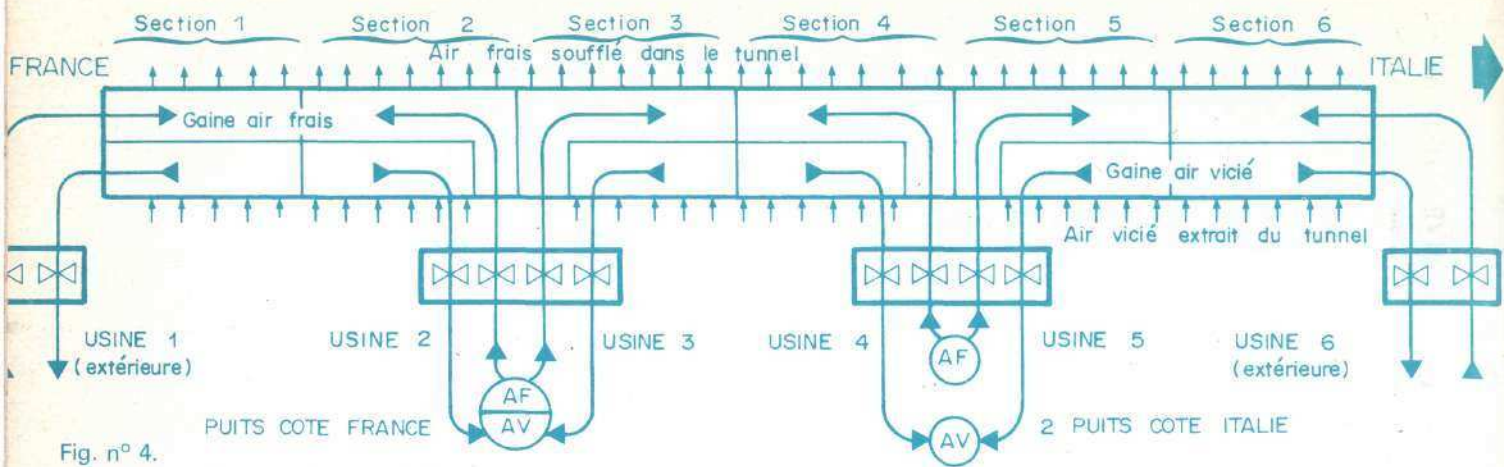 Section 1 Section 2 Section 3 Section 4 Section 5 Section 6
Air frais soufflé dans le tunnel
FRANCE ITALIE
Gaine air frais
Gaine air vicié
Air vicié extrait du tunnel
USINE 1
(extérieure)
USINE 2
USINE 3
USINE 4
USINE 5
USINE 6
(extérieure)
AF
AV
AF
AV
PUITS COTE FRANCE
2 PUITS COTE ITALIE
Fig. nº 4.